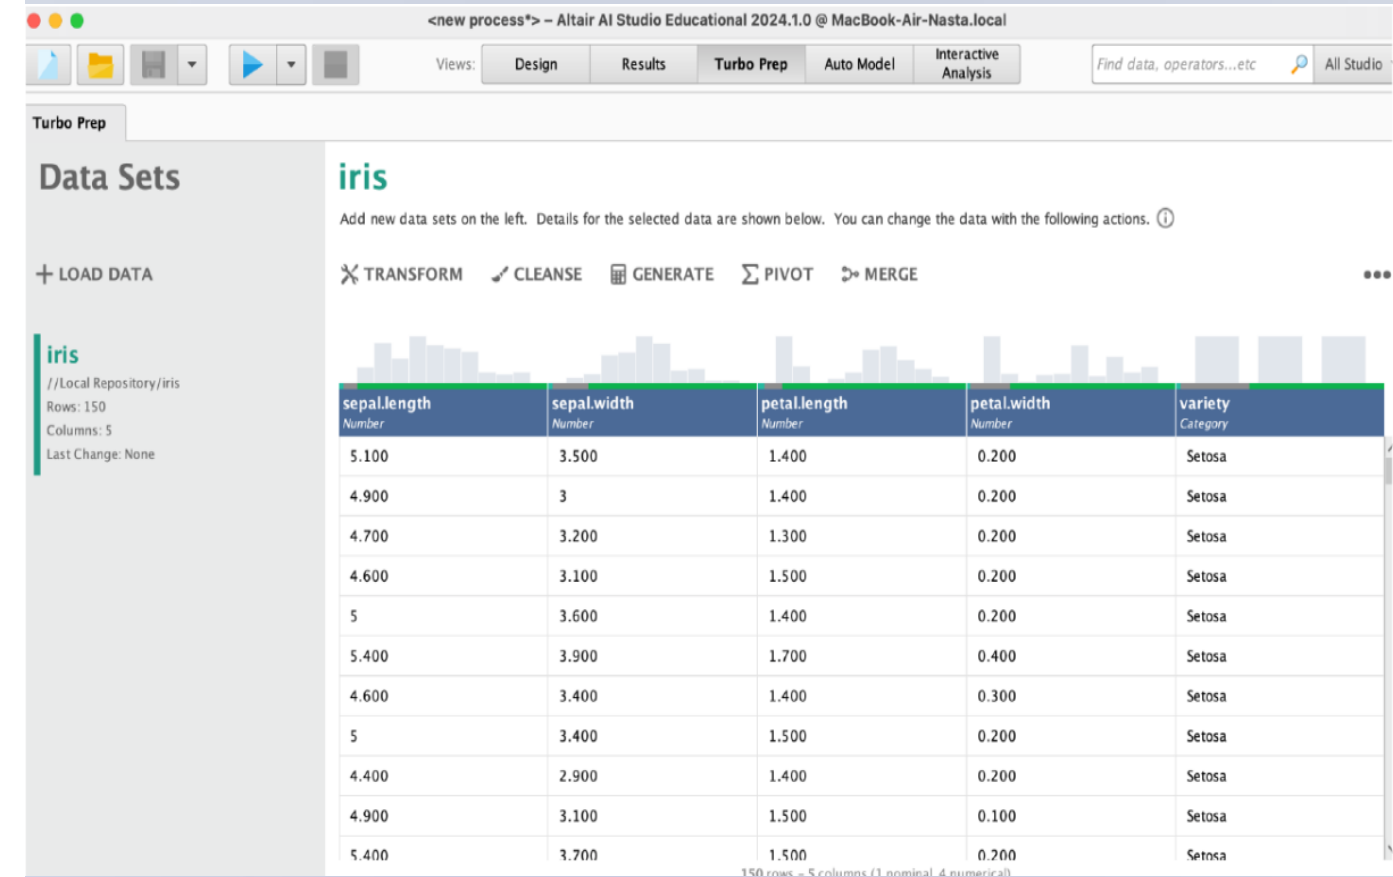 <new process*> – Altair AI Studio Educational 2024.1.0 @ MacBook-Air-Nasta.local
Views: Design Results Turbo Prep Auto Model Interactive Analysis Find data, operators...etc All Studio
Turbo Prep
Data Sets
iris
Add new data sets on the left. Details for the selected data are shown below. You can change the data with the following actions.
+ LOAD DATA
TRANSFORM CLEANSE GENERATE PIVOT MERGE
iris
//Local Repository/iris
Rows: 150
Columns: 5
Last Change: None
sepal.length sepal.width petal.length petal.width variety
Number Number Number Number Category
5.100 3.500 1.400 0.200 Setosa
4.900 3 1.400 0.200 Setosa
4.700 3.200 1.300 0.200 Setosa
4.600 3.100 1.500 0.200 Setosa
5 3.600 1.400 0.200 Setosa
5.400 3.900 1.700 0.400 Setosa
4.600 3.400 1.400 0.300 Setosa
5 3.400 1.500 0.200 Setosa
4.400 2.900 1.400 0.200 Setosa
4.900 3.100 1.500 0.100 Setosa
5.400 3.700 1.500 0.200 Setosa
150 rows – 5 columns (1 nominal, 4 numerical)